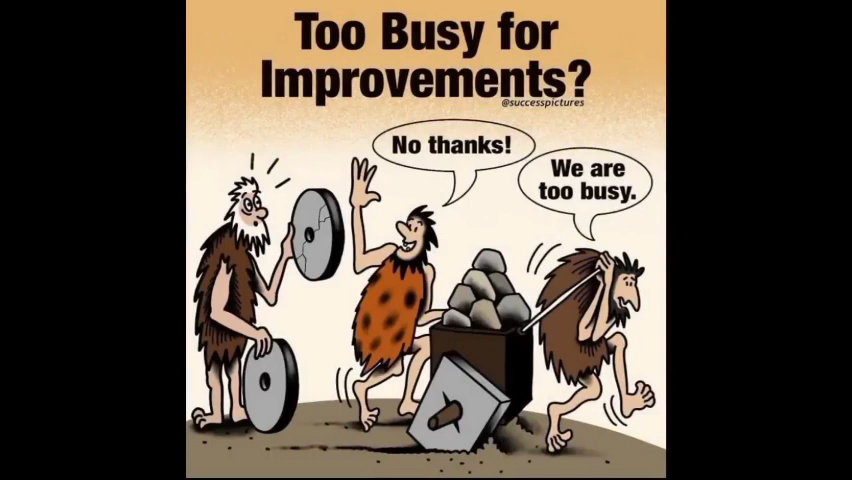 Too Busy for
Improvements?
@successpictures
No thanks!
We are
too busy.